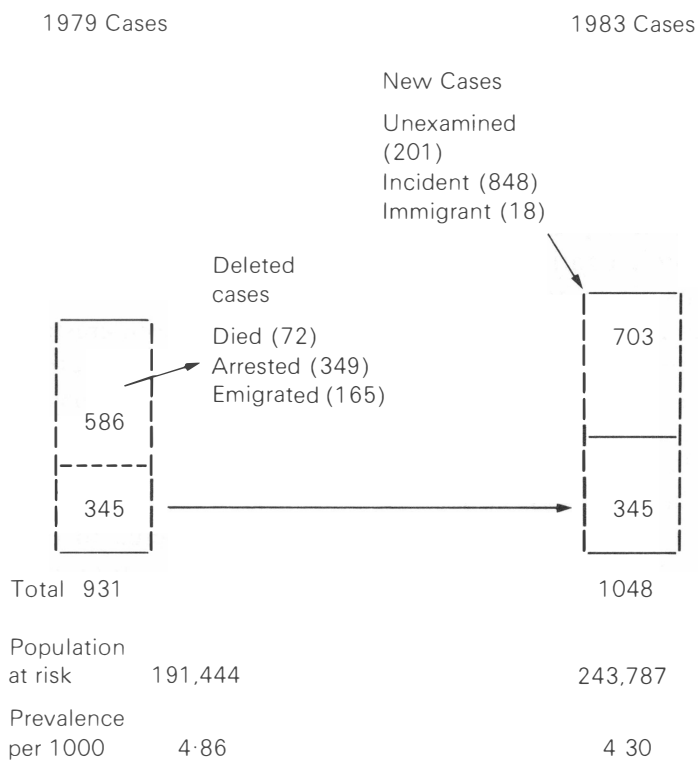 1979 Cases
1983 Cases
New Cases
Unexamined
(201)
Incident (848)
Immigrant (18)
Deleted
cases
Died (72)
Arrested (349)
Emigrated (165)
586
345
703
345
Total 931
1048
Population
at risk 191,444
243,787
Prevalence
per 1000 4·86
4 30